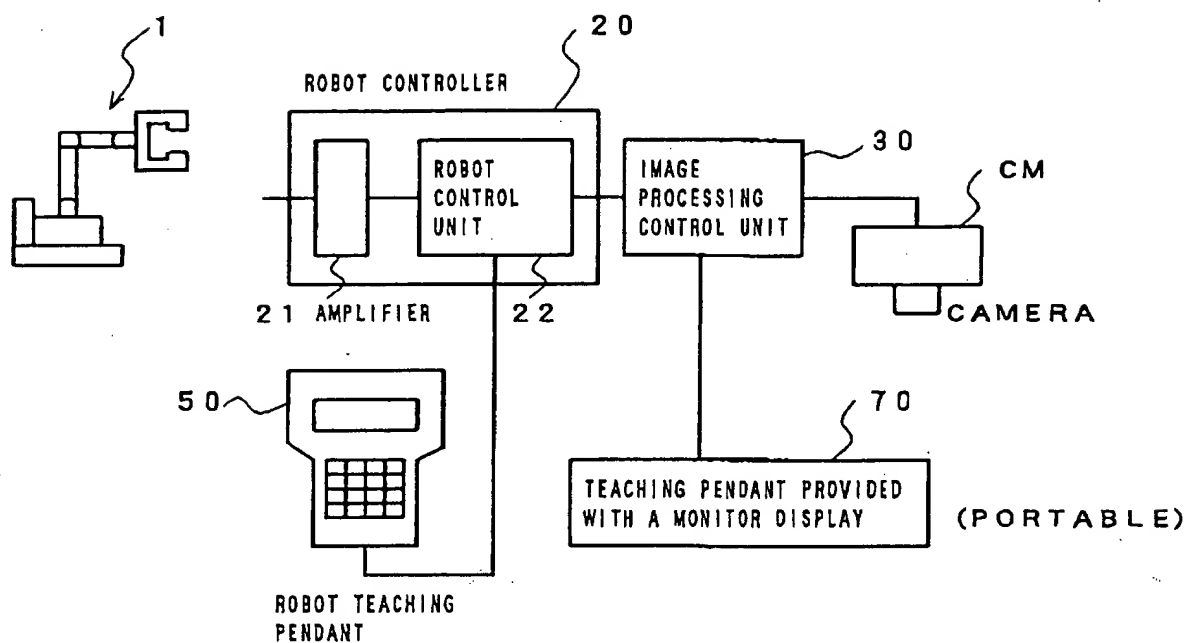 1
20
ROBOT CONTROLLER
30
ROBOT
CONTROL
UNIT
IMAGE
PROCESSING
CONTROL UNIT
CM
21 AMPLIFIER
22
CAMERA
50
70
TEACHING PENDANT PROVIDED
WITH A MONITOR DISPLAY
(PORTABLE)
ROBOT TEACHING
PENDANT